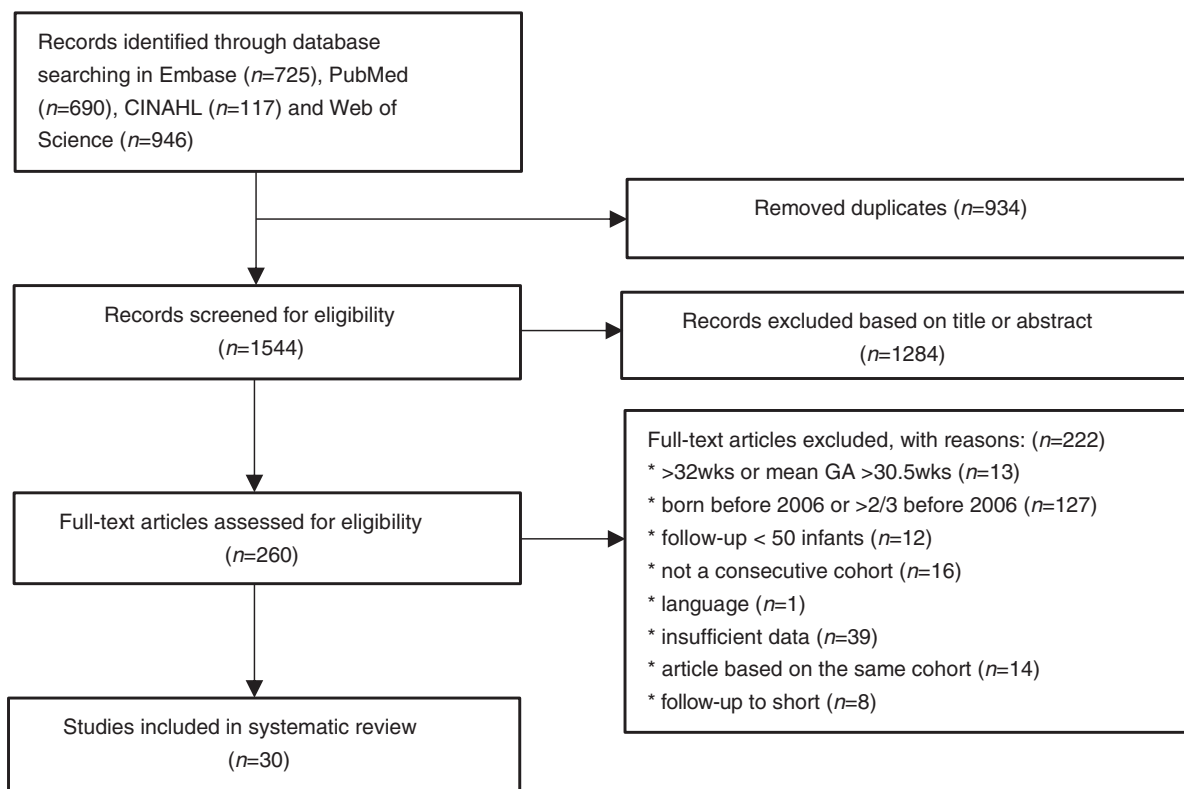 Records identified through database
searching in Embase (n=725), PubMed
(n=690), CINAHL (n=117) and Web of
Science (n=946)
Removed duplicates (n=934)
Records screened for eligibility
(n=1544)
Records excluded based on title or abstract
(n=1284)
Full-text articles assessed for eligibility
(n=260)
Full-text articles excluded, with reasons: (n=222)
* >32wks or mean GA >30.5wks (n=13)
* born before 2006 or >2/3 before 2006 (n=127)
* follow-up < 50 infants (n=12)
* not a consecutive cohort (n=16)
* language (n=1)
* insufficient data (n=39)
* article based on the same cohort (n=14)
* follow-up to short (n=8)
Studies included in systematic review
(n=30)